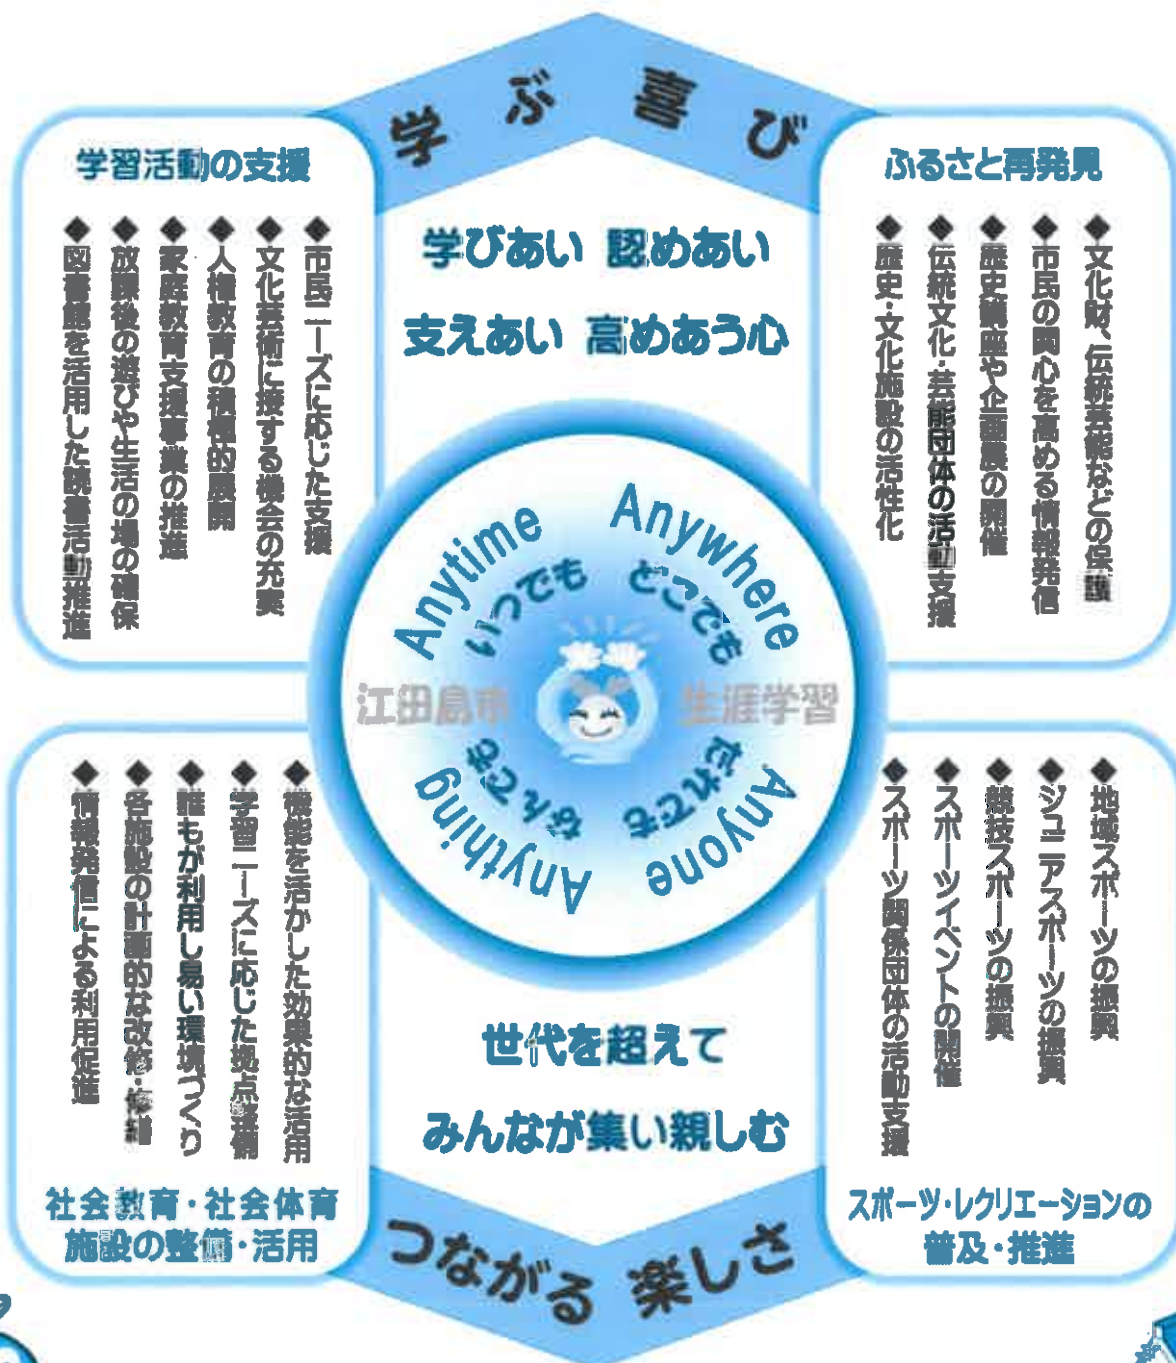 学ぶ喜び
学習活動の支援
◆市民ニーズに応じた支援
◆文化芸術に接する機会の充実
◆人権教育の積極的展開
◆家庭教育支援事業の推進
◆放課後の遊びや生活の場の確保
◆図書館を活用した読書活動推進
学びあい 認めあい
支えあい 高めあう心
ふるさと再発見
◆文化財、伝統芸能などの保護
◆市民の関心を高める情報発信
◆歴史講座や企画展の開催
◆伝統文化・芸能団体の活動支援
◆歴史・文化施設の活性化
Anytime
いつでも
Anywhere
どこでも
江田島市 生涯学習
なんでも
Anything
だれでも
Anyone
◆機能を活かした効果的な活用
◆学習ニーズに応じた拠点整備
◆誰もが利用し易い環境づくり
◆各施設の計画的な改修・修繕
◆情報発信による利用促進
社会教育・社会体育
施設の整備・活用
世代を超えて
みんなが集い親しむ
◆地域スポーツの振興
◆ジュニアスポーツの振興
◆競技スポーツの振興
◆スポーツイベントの開催
◆スポーツ関係団体の活動支援
スポーツ・レクリエーションの
普及・推進
つながる楽しさ